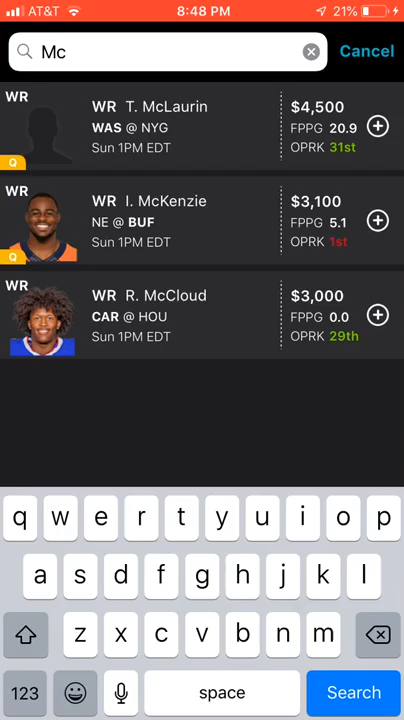 AT&T 8:48 PM 21%
Mc Cancel
WR
WR T. McLaurin $4,500
WAS @ NYG FPPG 20.9
Sun 1PM EDT OPRK 31st
Q
WR
WR I. McKenzie $3,100
NE @ BUF FPPG 5.1
Sun 1PM EDT OPRK 1st
Q
WR
WR R. McCloud $3,000
CAR @ HOU FPPG 0.0
Sun 1PM EDT OPRK 29th
q w e r t y u i o p
a s d f g h j k l
z x c v b n m
123 space Search